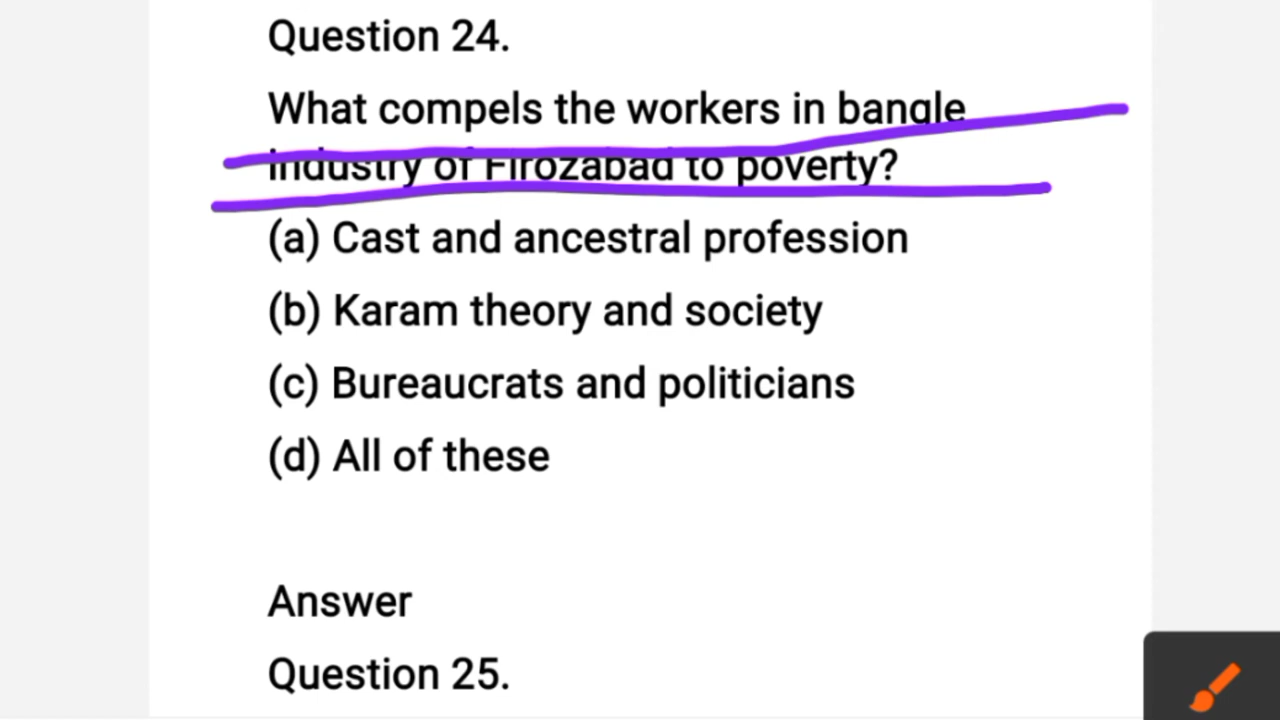 Question 24.
What compels the workers in bangle
industry of Firozabad to poverty?
(a) Cast and ancestral profession
(b) Karam theory and society
(c) Bureaucrats and politicians
(d) All of these
Answer
Question 25.